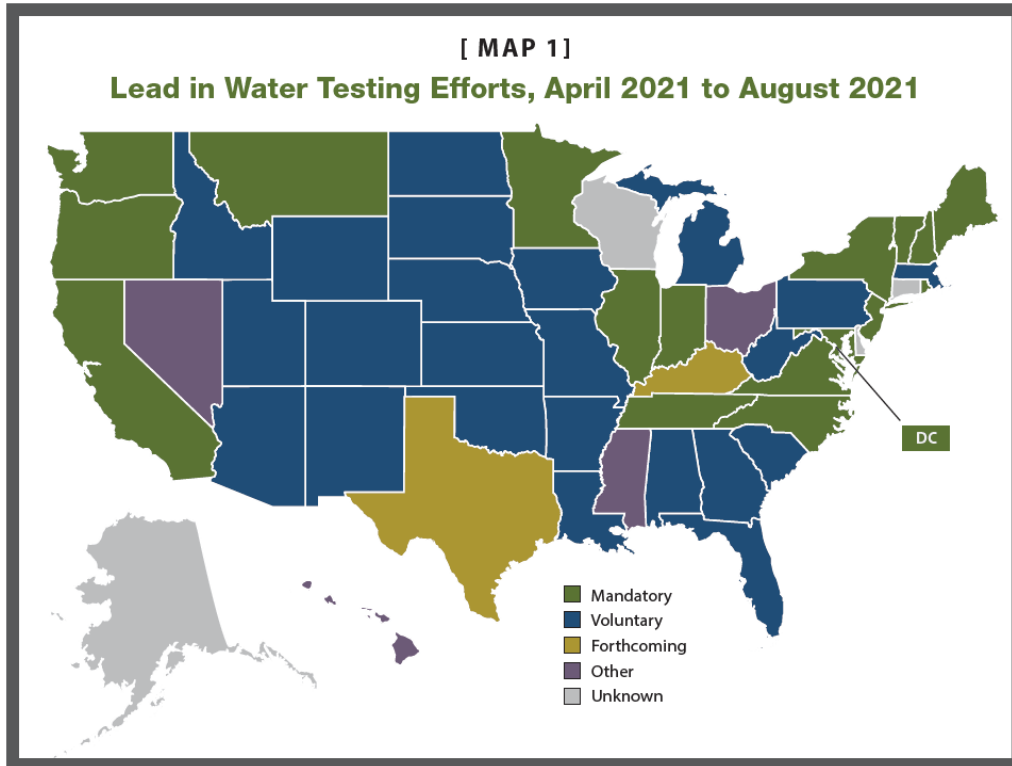 [ MAP 1]
Lead in Water Testing Efforts, April 2021 to August 2021
DC
Mandatory
Voluntary
Forthcoming
Other
Unknown